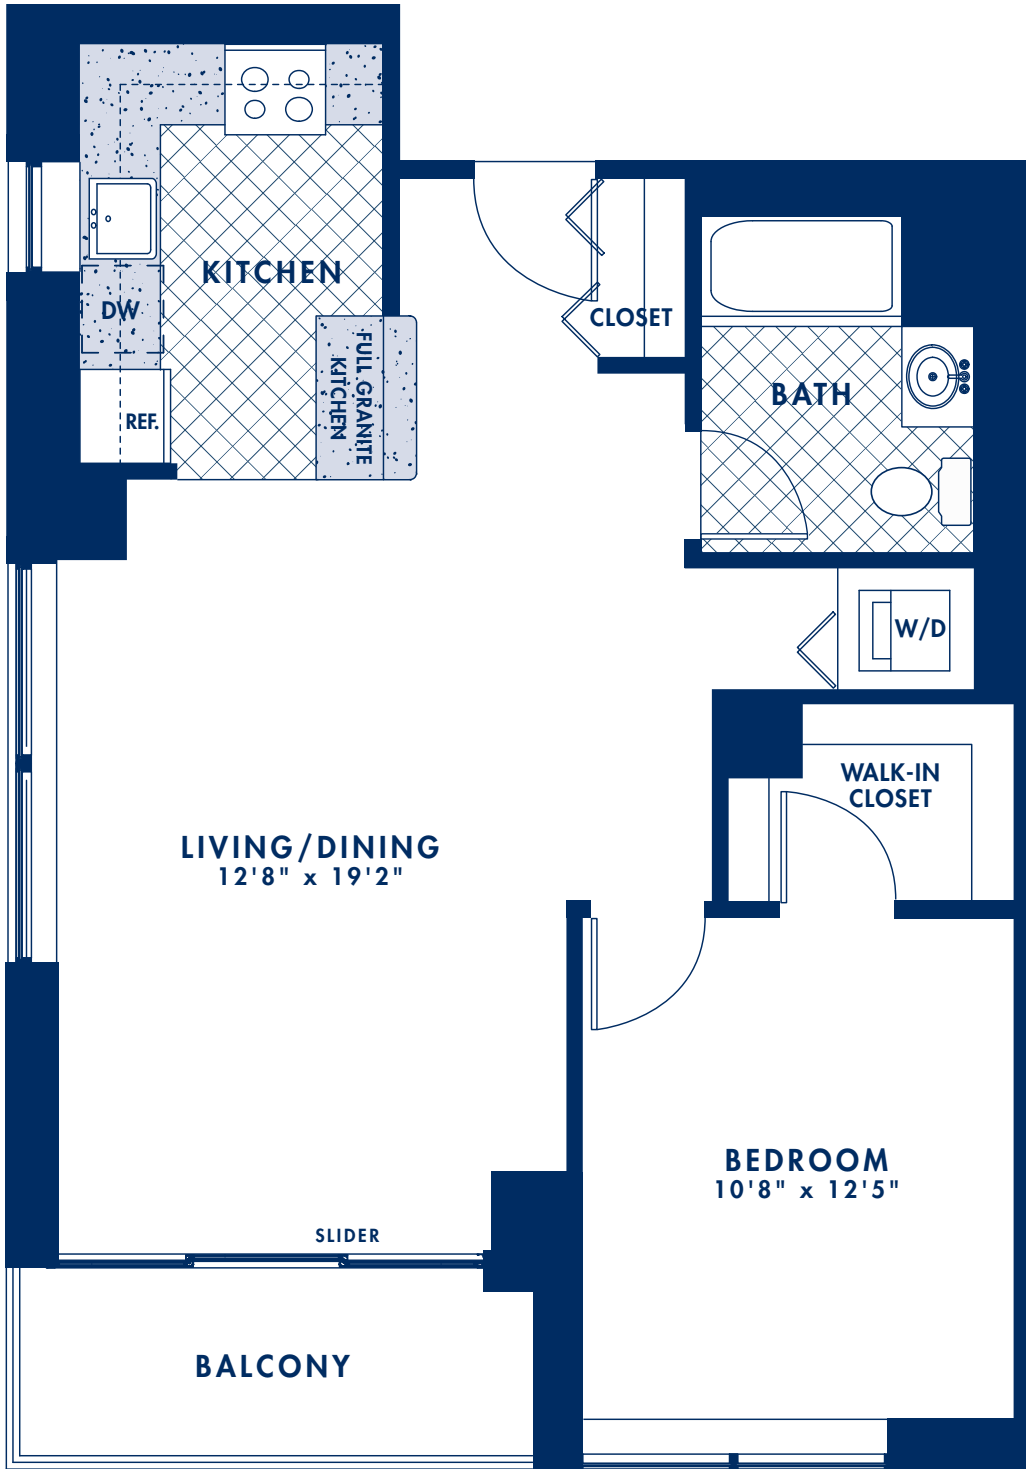 KITCHEN
DW
REF.
FULL GRANITE
KITCHEN
CLOSET
BATH
W/D
WALK-IN
CLOSET
LIVING/DINING
12'8" x 19'2"
BEDROOM
10'8" x 12'5"
SLIDER
BALCONY